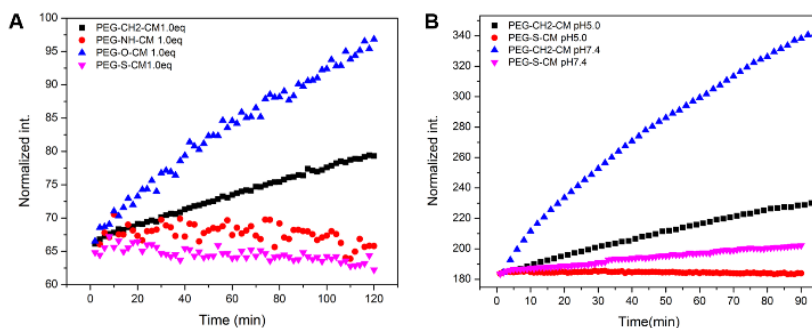 A
PEG-CH2-CM1.0eq
PEG-NH-CM 1.0eq
PEG-O-CM 1.0eq
PEG-S-CM1.0eq
100
95
90
85
80
75
70
65
60
Normalized int.
0 20 40 60 80 100 120
Time (min)
B
PEG-CH2-CM pH5.0
PEG-S-CM pH5.0
PEG-CH2-CM pH7.4
PEG-S-CM pH7.4
340
320
300
280
260
240
220
200
180
Normalized int.
0 10 20 30 40 50 60 70 80 90
Time(min)